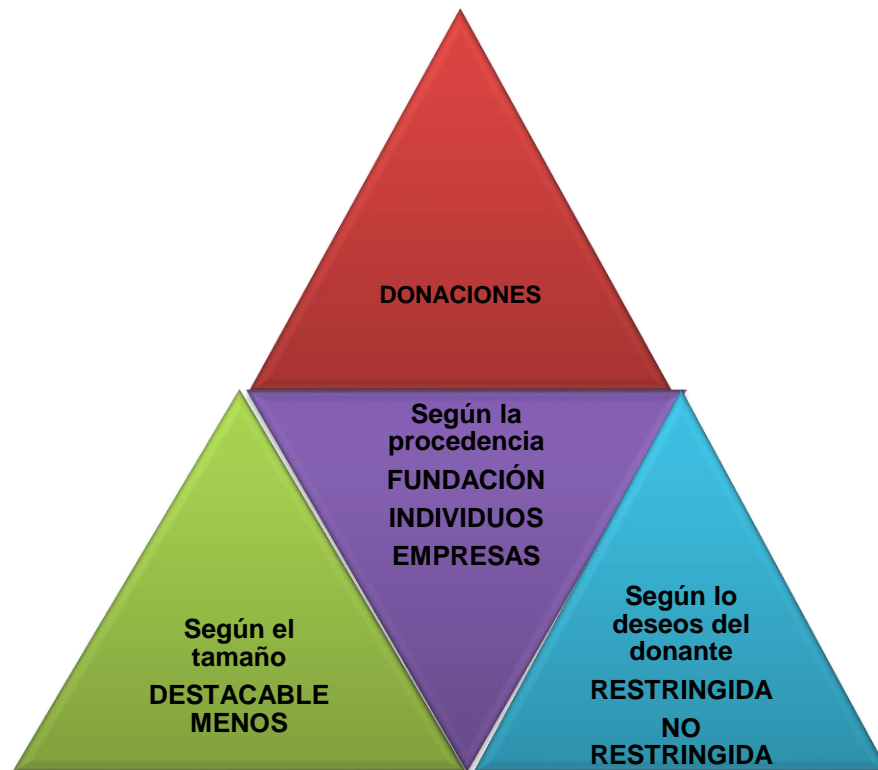 DONACIONES
Según la
procedencia
FUNDACIÓN
INDIVIDUOS
EMPRESAS
Según el
tamaño
DESTACABLE
MENOS
Según lo
deseos del
donante
RESTRINGIDA
NO
RESTRINGIDA